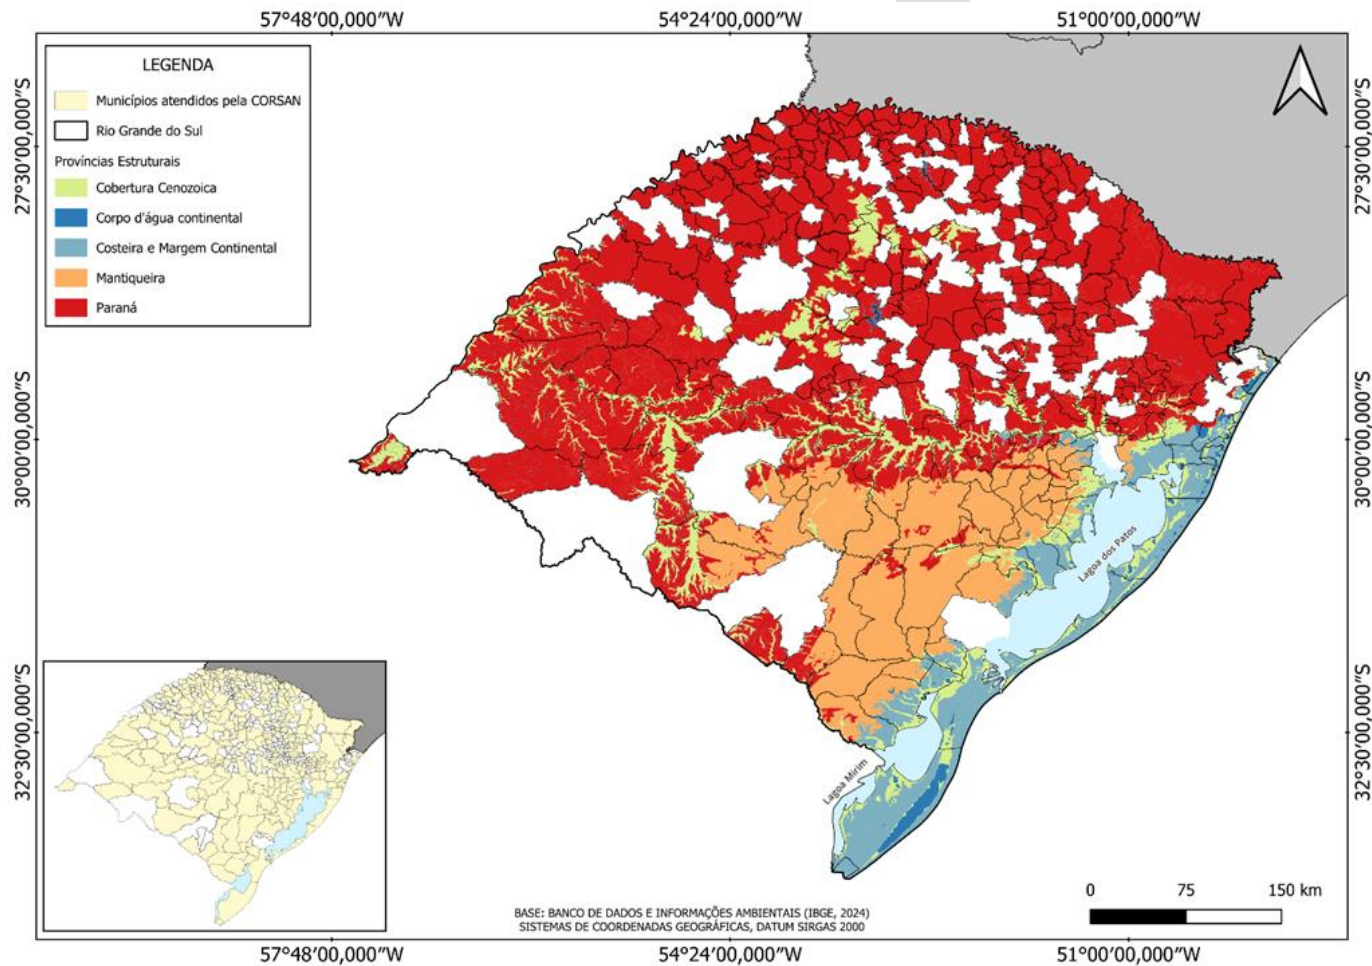 57°48'00,000"W
54°24'00,000"W
51°00'00,000"W
LEGENDA
Municípios atendidos pela CORSAN
Rio Grande do Sul
Províncias Estruturais
Cobertura Cenozoica
Corpo d'água continental
Costeira e Margem Continental
Mantiqueira
Paraná
27°30'00,000"S
27°30'00,000"S
30°00'00,000"S
30°00'00,000"S
32°30'00,000"S
32°30'00,000"S
Lagoa dos Patos
Lagoa Mirim
0 75 150 km
BASE: BANCO DE DADOS E INFORMAÇÕES AMBIENTAIS (IBGE, 2024)
SISTEMAS DE COORDENADAS GEOGRÁFICAS, DATUM SIRGAS 2000
57°48'00,000"W
54°24'00,000"W
51°00'00,000"W